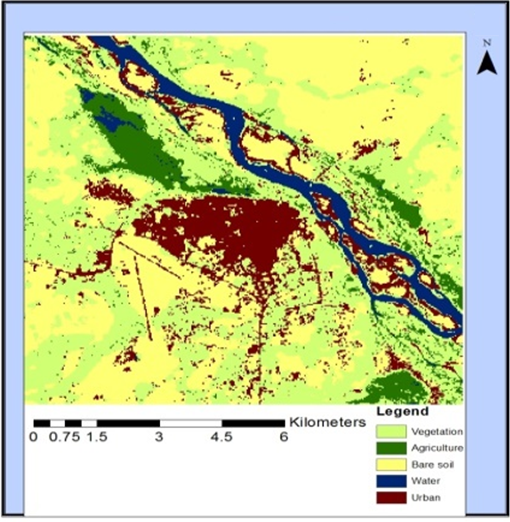 N
Kilometers
0 0.75 1.5 3 4.5 6
Legend
Vegetation
Agriculture
Bare soil
Water
Urban